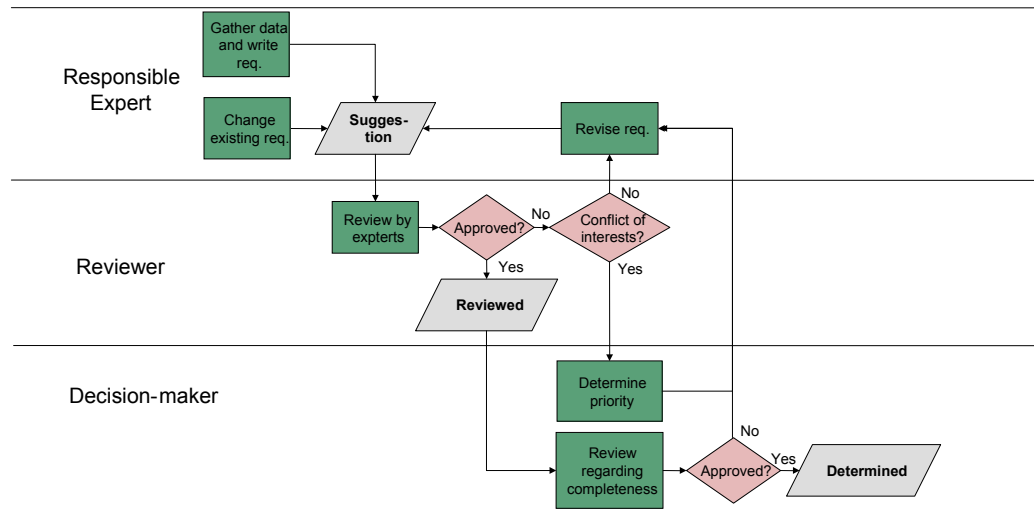 Gather data
and write
req.
Responsible
Expert
Change
existing req.
Sugges-
tion
Revise req.
No
Review by
experters
Approved?
No
Conflict of
interests?
Yes
Yes
Reviewer
Reviewed
Decision-maker
Determine
priority
No
Review
regarding
completeness
Approved?
Yes
Determined